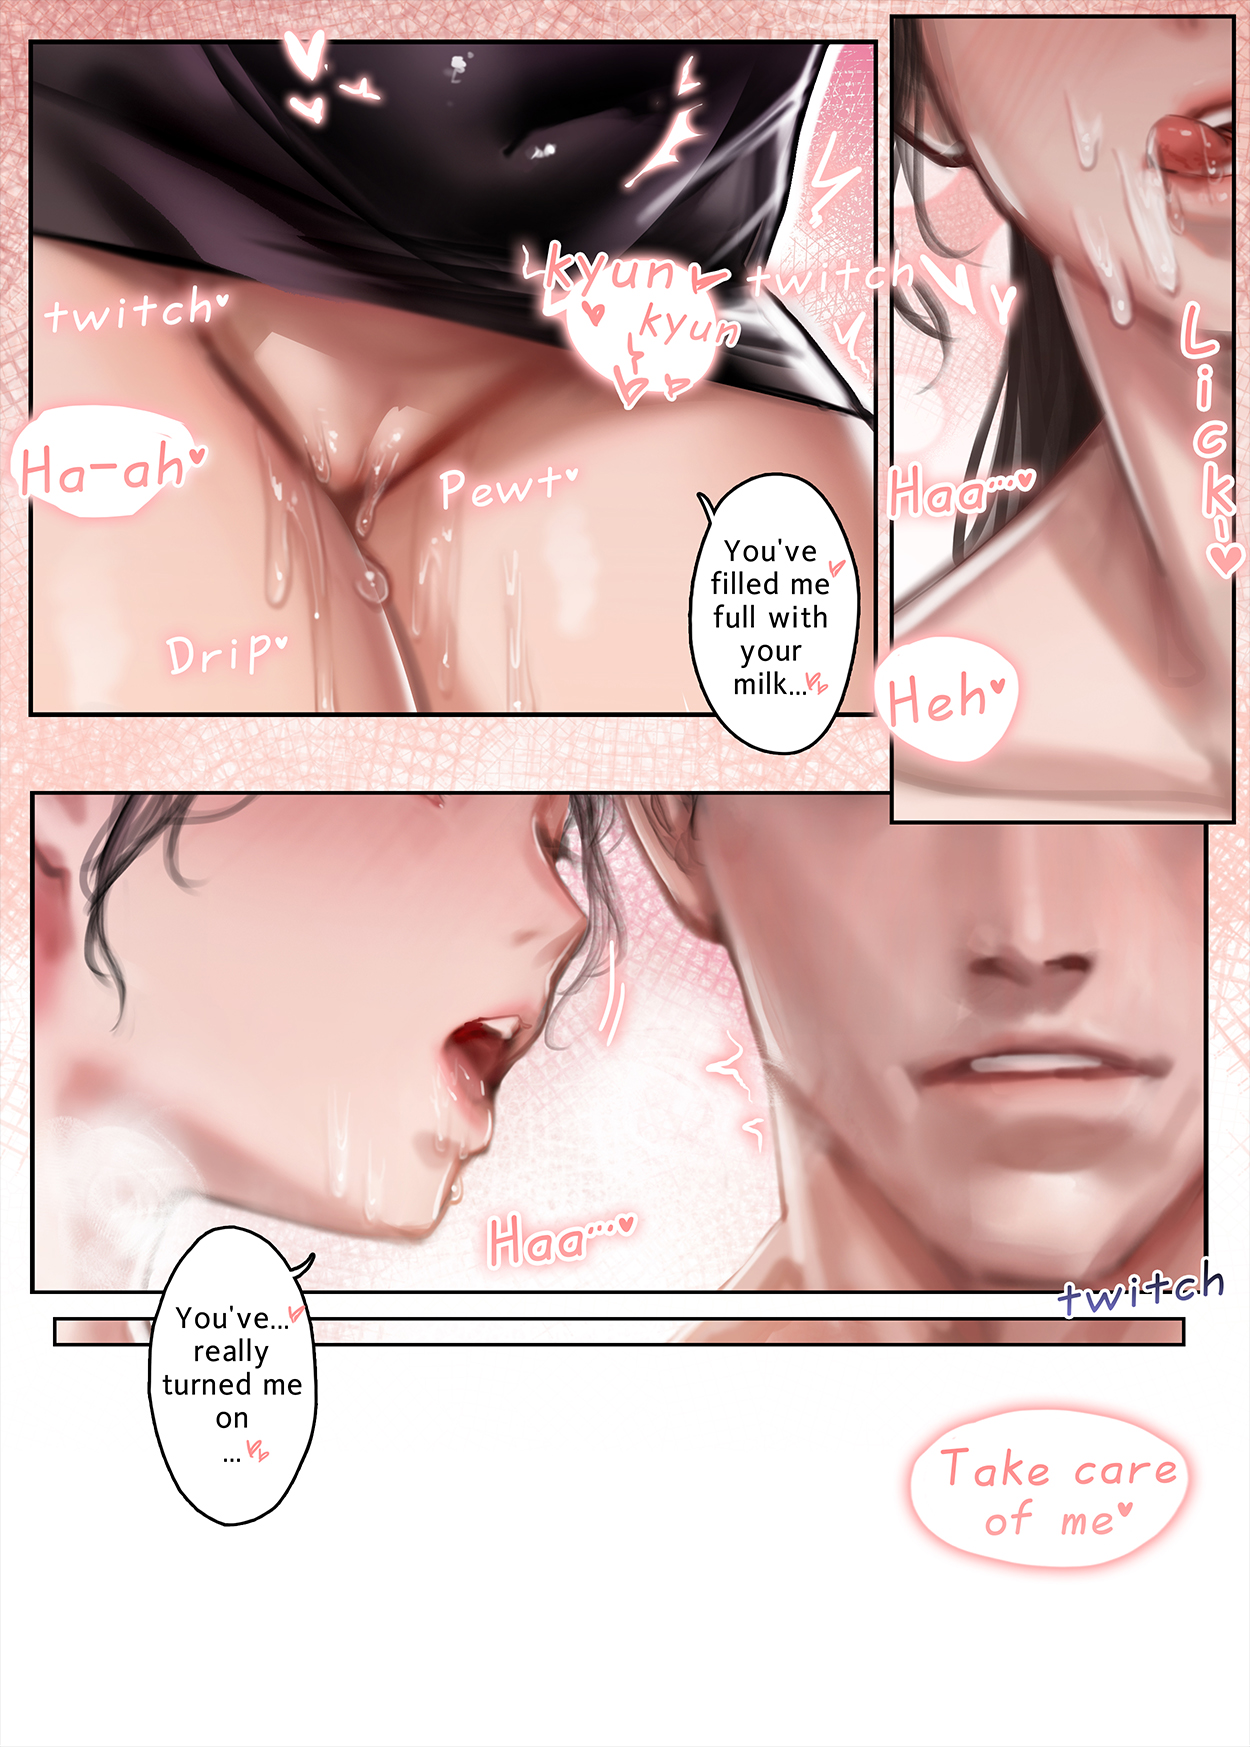 twitch
kyun
kyun
twitch
Ha-ah
Pewt
Drip
You've
filled me
full with
your
milk...
Lick~
Haa...
Heh
Haa...
twitch
You've...
really
turned me
on
...
Take care
of me